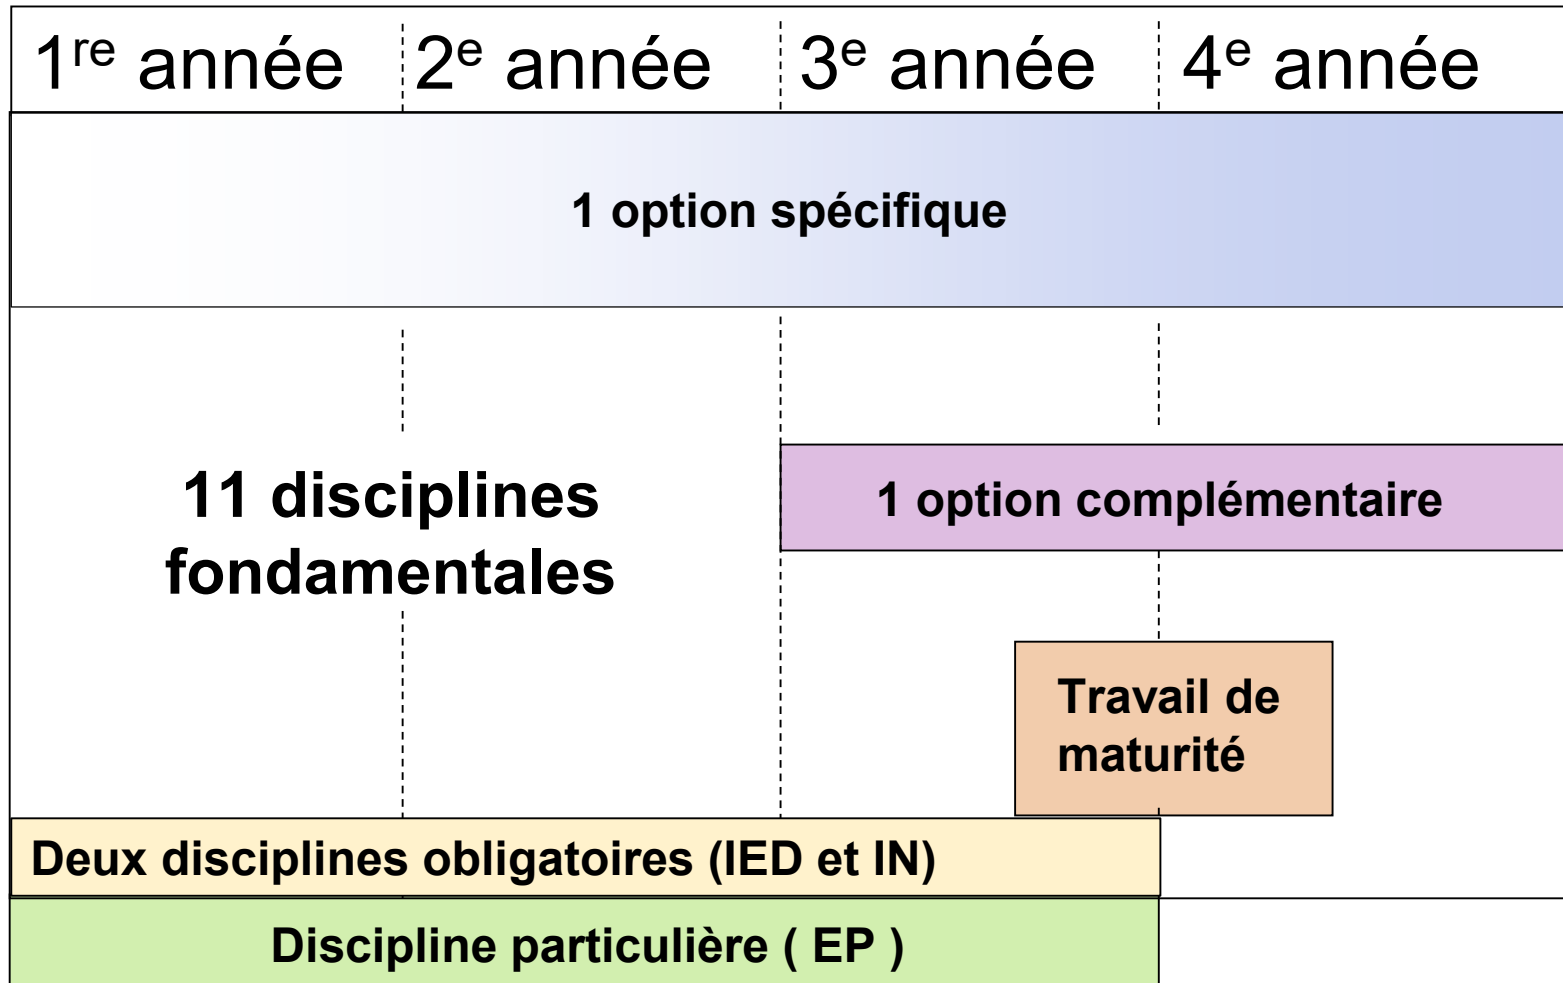 1re année 2e année 3e année 4e année
1 option spécifique
11 disciplines
fondamentales
1 option complémentaire
Travail de
maturité
Deux disciplines obligatoires (IED et IN)
Discipline particulière ( EP )